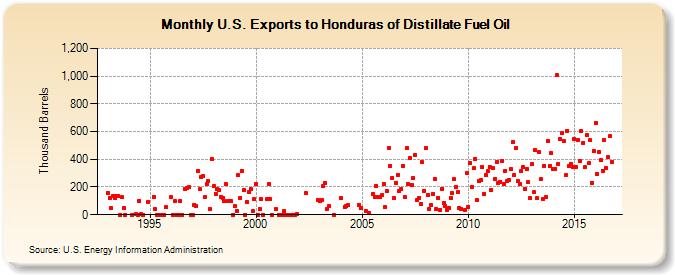 Monthly U.S. Exports to Honduras of Distillate Fuel Oil
Thousand Barrels
1,200
1,000
800
600
400
200
0
1995 2000 2005 2010 2015
Source: U.S. Energy Information Administration